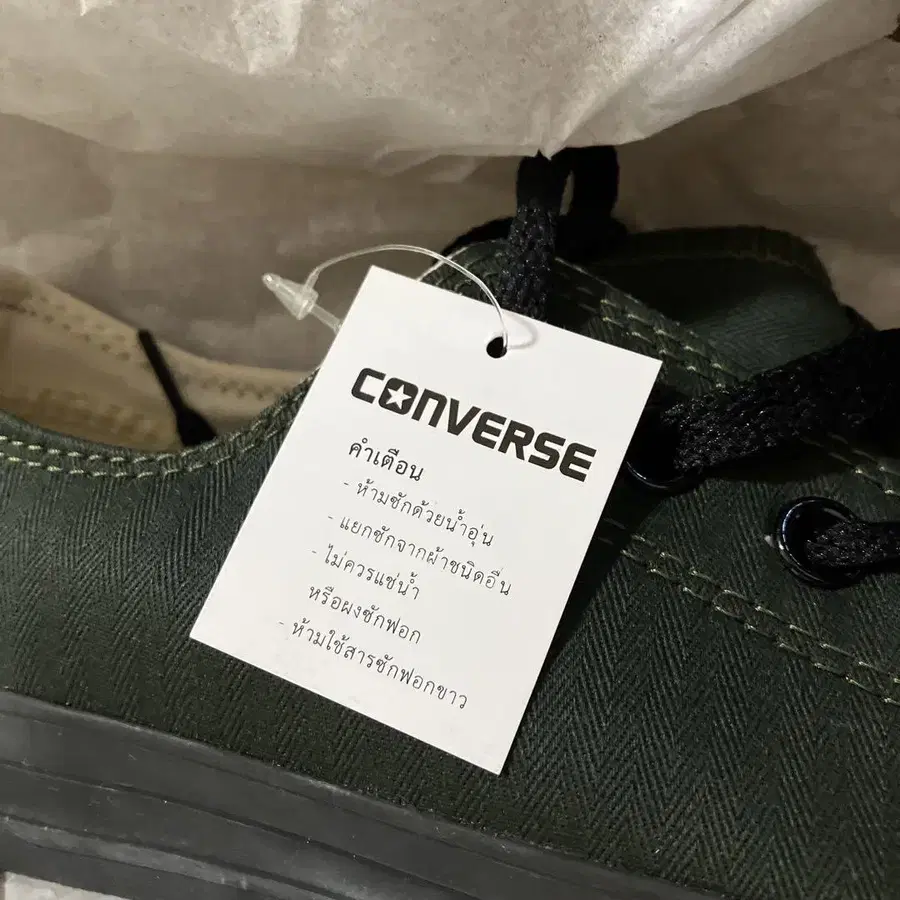 CONVERSE
คำเตือน
- ห้ามซักด้วยน้ำอุ่น
- แยกซักจากผ้าชนิดอื่น
- ไม่ควรแช่น้ำ
หรือผงซักฟอก
- ห้ามใช้สารซักฟอกขาว